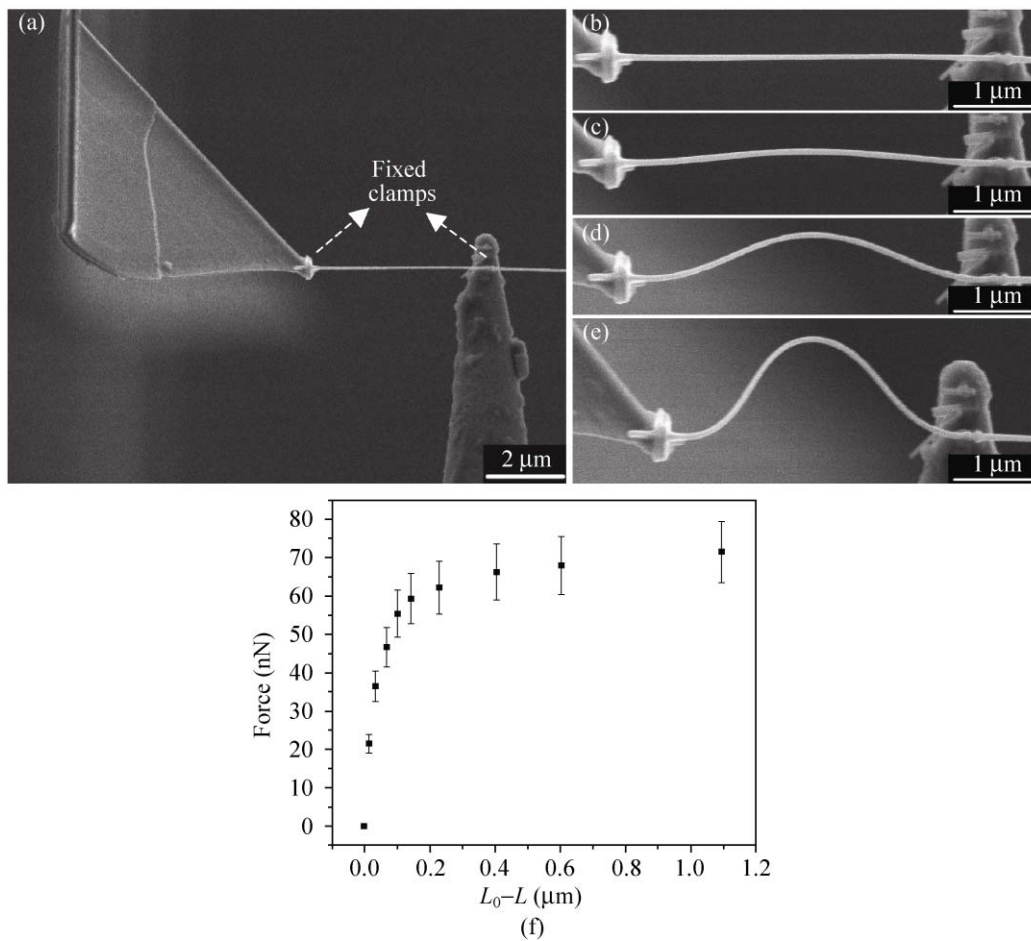 (a)
Fixed
clamps
2 μm
(b)
1 μm
(c)
1 μm
(d)
1 μm
(e)
1 μm
80
70
60
50
40
30
20
10
0
Force (nN)
0.0 0.2 0.4 0.6 0.8 1.0 1.2
L₀–L (μm)
(f)